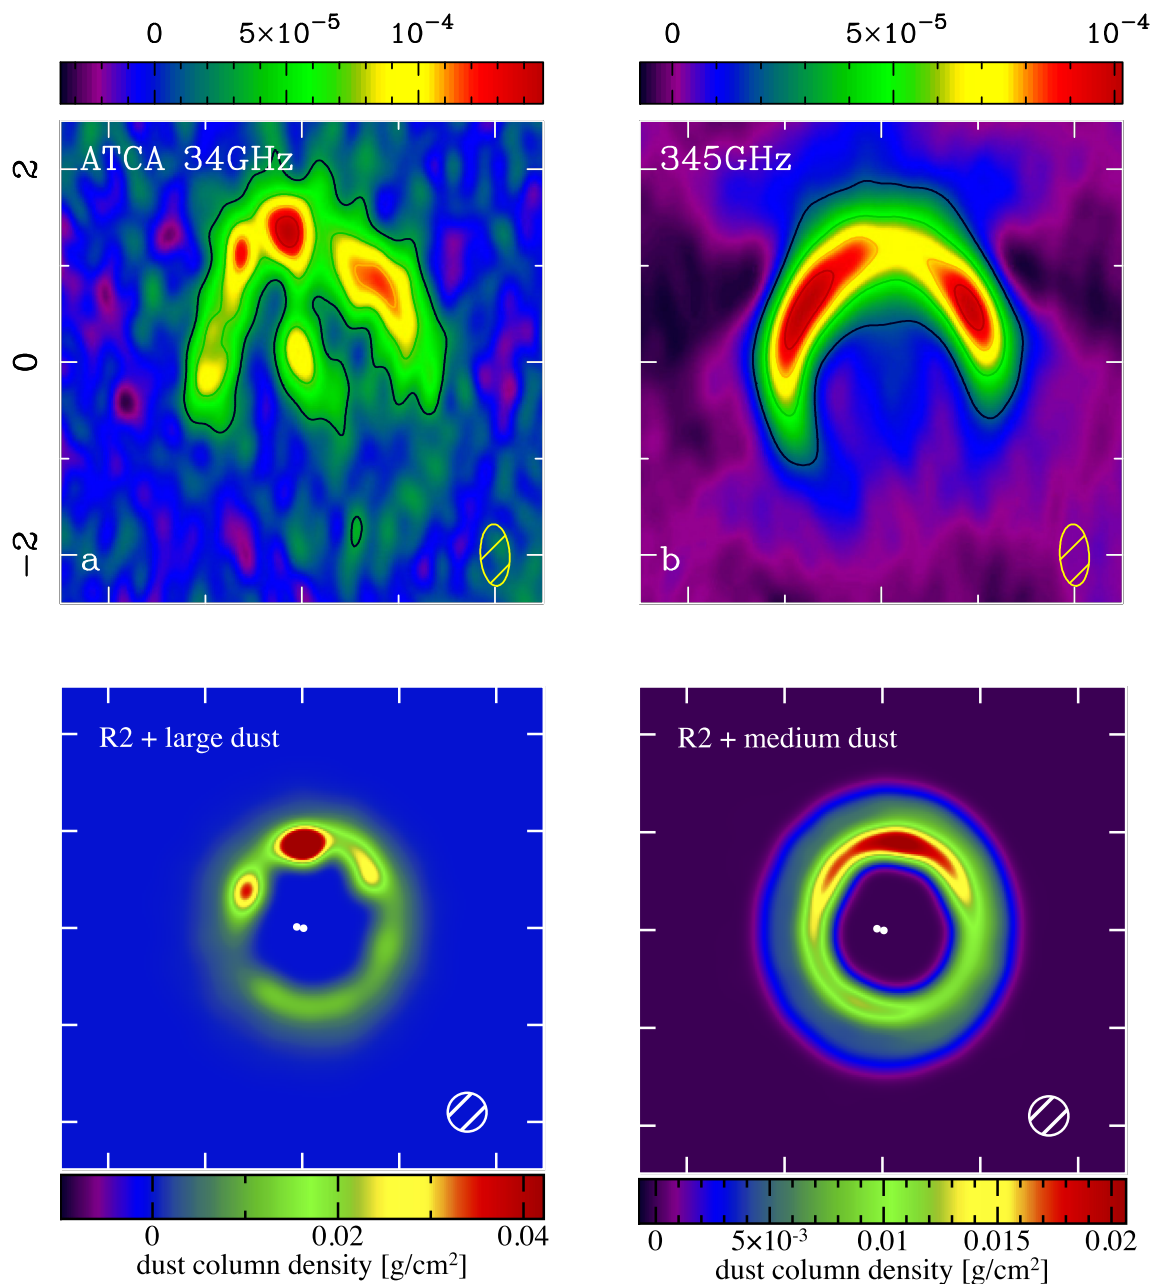 0 5×10⁻⁵ 10⁻⁴
0 5×10⁻⁵ 10⁻⁴
ATCA 34GHz
2
0
−2
a
345GHz
b
R2 + large dust
R2 + medium dust
0 0.02 0.04
dust column density [g/cm²]
0 5×10⁻³ 0.01 0.015 0.02
dust column density [g/cm²]